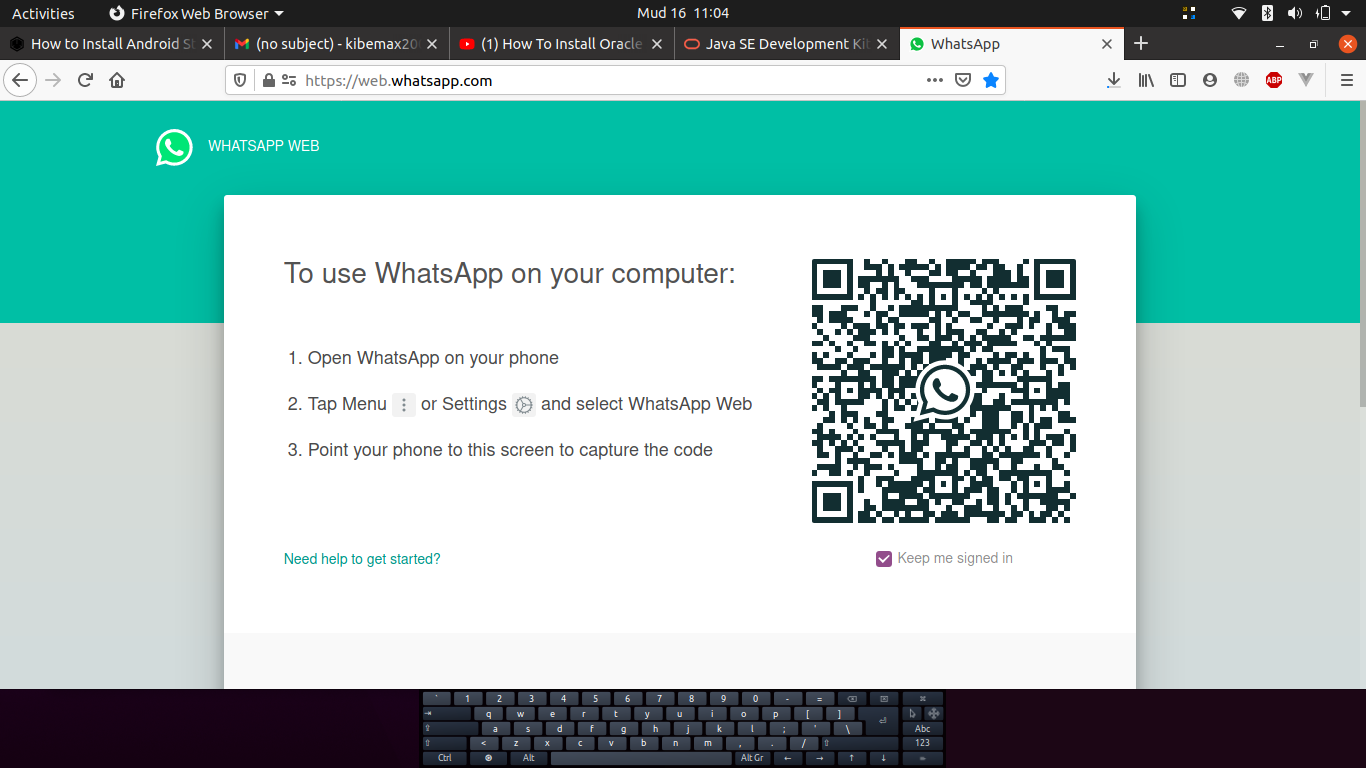 Activities Firefox Web Browser Mud 16 11:04
How to Install Android S (no subject) - kibemax20 (1) How To Install Oracle Java SE Development Ki WhatsApp
https://web.whatsapp.com ABP
WHATSAPP WEB
To use WhatsApp on your computer:
1. Open WhatsApp on your phone
2. Tap Menu or Settings and select WhatsApp Web
3. Point your phone to this screen to capture the code
Need help to get started?
Keep me signed in
` 1 2 3 4 5 6 7 8 9 0 - =
q w e r t y u i o p [ ]
a s d f g h j k l ; ' \ Abc
< z x c v b n m , . / 123
Ctrl Alt Alt Gr ← → ↑ ↓